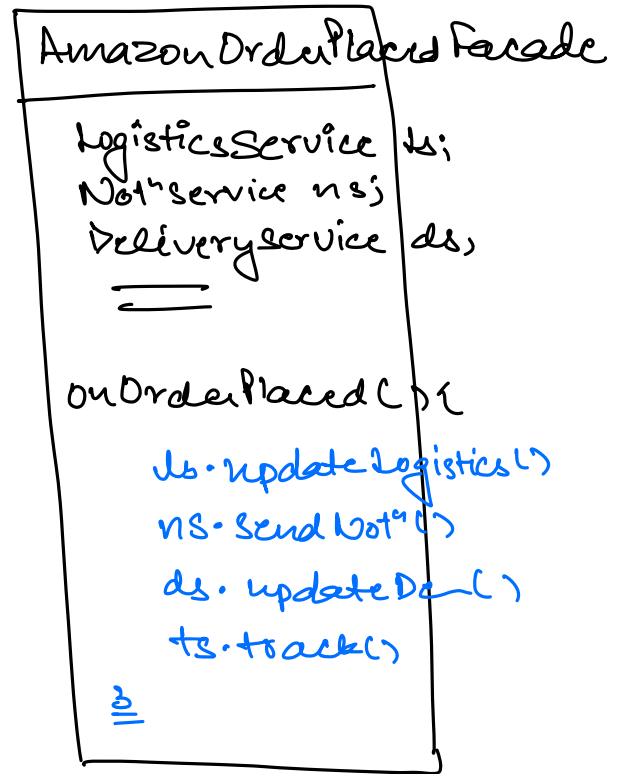 AmazonOrderPlacedFacade
LogisticsService ls;
Notⁿservice ns;
DeliveryService ds;
onOrderPlaced(){
ls.updateLogistics()
ns.sendNotⁿ()
ds.updateDe()
ts.track()
}